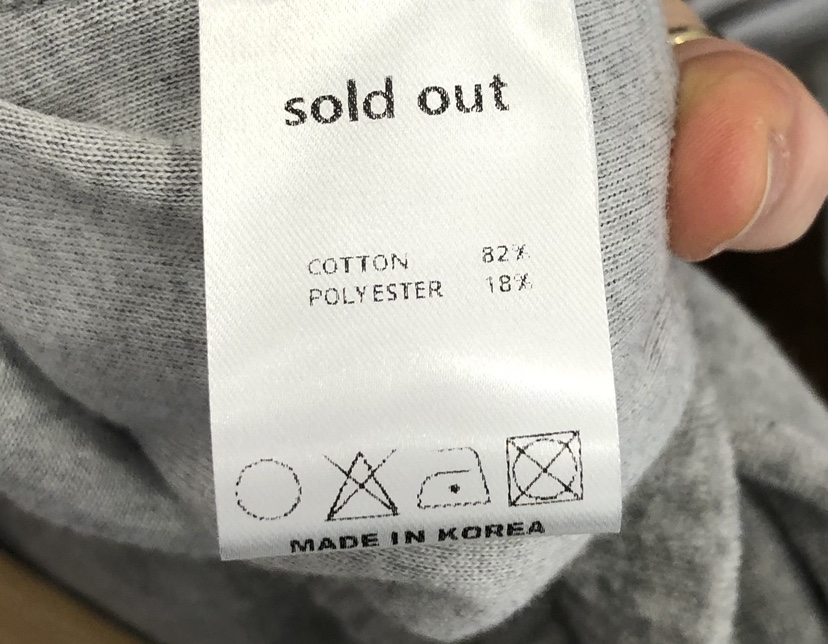 sold out
COTTON 82%
POLYESTER 18%
MADE IN KOREA